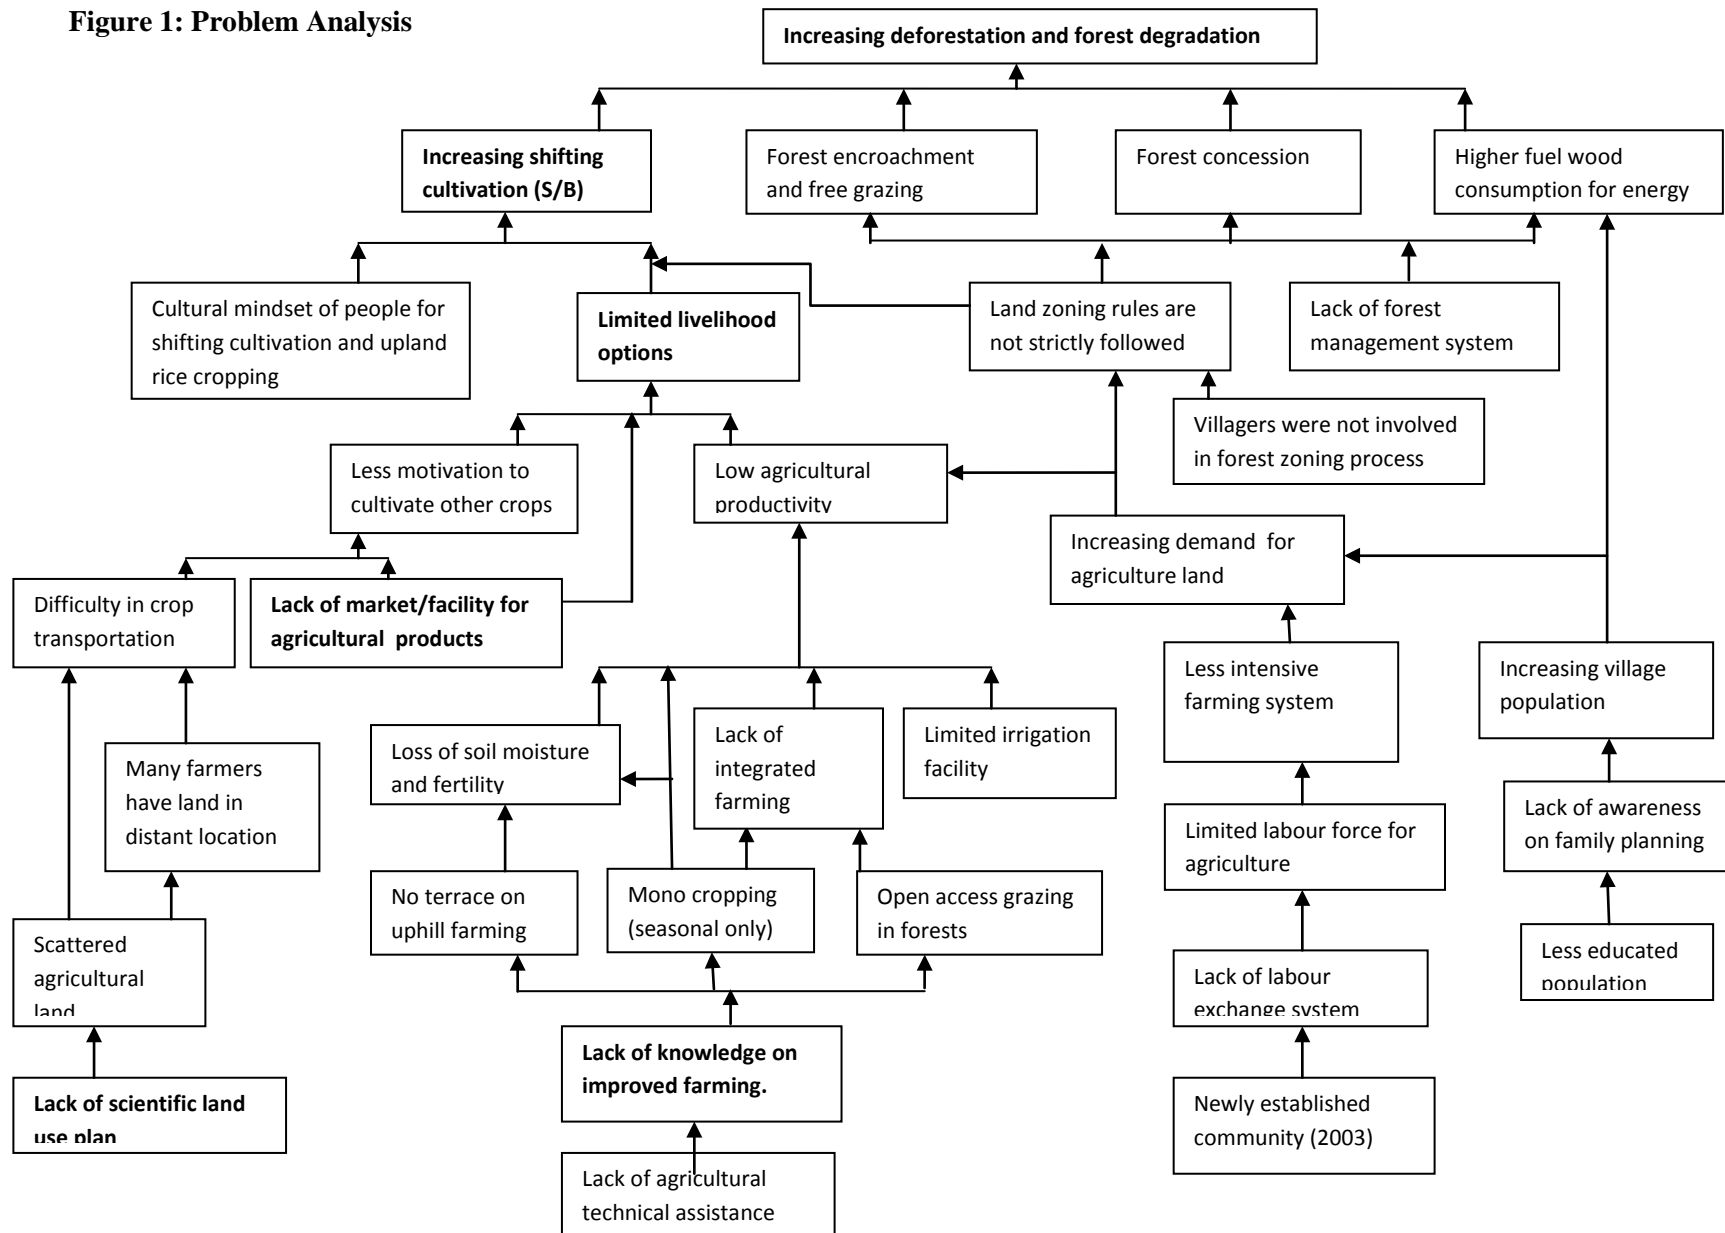 Figure 1: Problem Analysis
Increasing deforestation and forest degradation
Increasing shifting
cultivation (S/B)
Forest encroachment
and free grazing
Forest concession
Higher fuel wood
consumption for energy
Cultural mindset of people for
shifting cultivation and upland
rice cropping
Limited livelihood
options
Land zoning rules are
not strictly followed
Lack of forest
management system
Villagers were not involved
in forest zoning process
Less motivation to
cultivate other crops
Low agricultural
productivity
Increasing demand for
agriculture land
Difficulty in crop
transportation
Lack of market/facility for
agricultural products
Less intensive
farming system
Increasing village
population
Loss of soil moisture
and fertility
Lack of
integrated
farming
Limited irrigation
facility
Many farmers
have land in
distant location
Limited labour force for
agriculture
Lack of awareness
on family planning
No terrace on
uphill farming
Mono cropping
(seasonal only)
Open access grazing
in forests
Scattered
agricultural
land
Lack of labour
exchange system
Less educated
population
Lack of knowledge on
improved farming.
Lack of scientific land
use plan
Newly established
community (2003)
Lack of agricultural
technical assistance